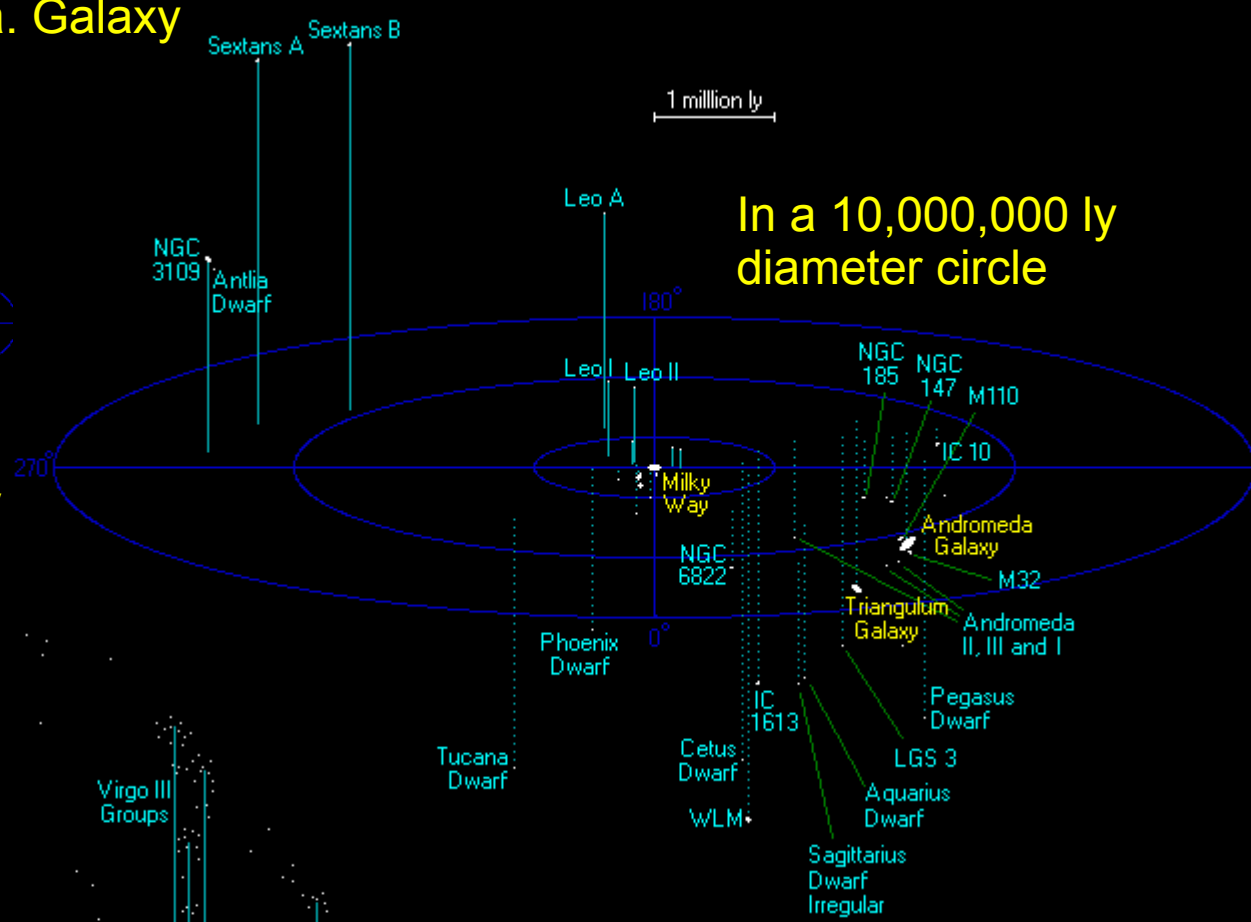 a. Galaxy
Sextans A
Sextans B
1 milllion ly
Leo A
In a 10,000,000 ly
diameter circle
NGC
3109
Antlia
Dwarf
180°
NGC
185
NGC
147
M110
Leo I
Leo II
IC 10
270°
II
Milky
Way
Andromeda
Galaxy
NGC
6822
M32
Triangulum
Galaxy
Andromeda
II, III and I
0°
Phoenix
Dwarf
IC
1613
Pegasus
Dwarf
Tucana
Dwarf
Cetus
Dwarf
LGS 3
Virgo III
Groups
Aquarius
Dwarf
WLM
Sagittarius
Dwarf
Irregular